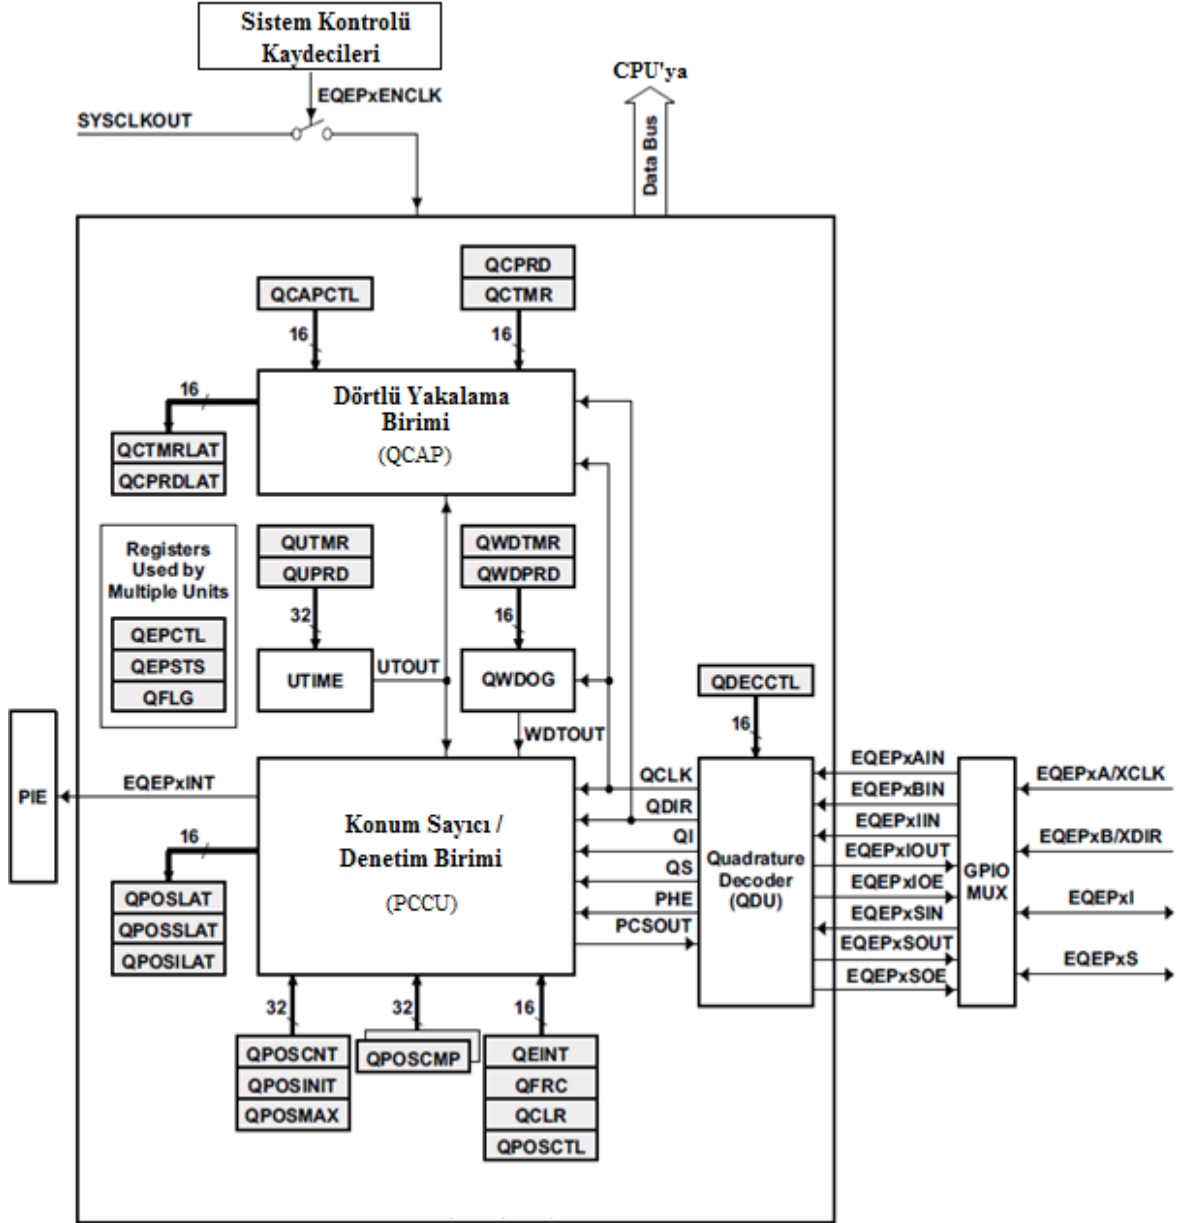 Sistem Kontrolü
Kaydecileri
CPU'ya
EQEPxENCLK
SYSCLKOUT
Data Bus
QCPRD
QCAPCTL
QCTMR
16
16
16
Dörtlü Yakalama
Birimi
(QCAP)
QCTMRLAT
QCPRDLAT
Registers
Used by
Multiple Units
QEPCTL
QEPSTS
QFLG
QUTMR
QUPRD
QWDTMR
QWDPRD
32
16
UTIME
UTOUT
QWDOG
WDTOUT
QDECCTL
16
PIE
EQEPxINT
16
Konum Sayıcı /
Denetim Birimi
(PCCU)
QCLK
QDIR
QI
QS
PHE
PCSOUT
Quadrature
Decoder
(QDU)
EQEPxAIN
EQEPxBIN
EQEPxIIN
EQEPxIOUT
EQEPxIOE
EQEPxSIN
EQEPxSOUT
EQEPxSOE
GPIO
MUX
EQEPxA/XCLK
EQEPxB/XDIR
EQEPxI
EQEPxS
QPOSLAT
QPOSSLAT
QPOSILAT
32
32
16
QPOSCNT
QPOSINIT
QPOSMAX
QPOSCMP
QEINT
QFRC
QCLR
QPOSCTL